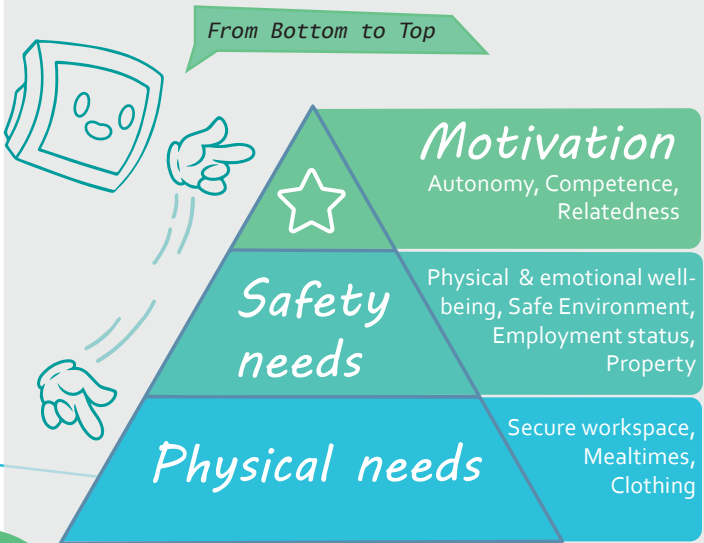 From Bottom to Top
Motivation
Autonomy, Competence,
Relatedness
Safety
needs
Physical & emotional well-
being, Safe Environment,
Employment status,
Property
Physical needs
Secure workspace,
Mealtimes,
Clothing